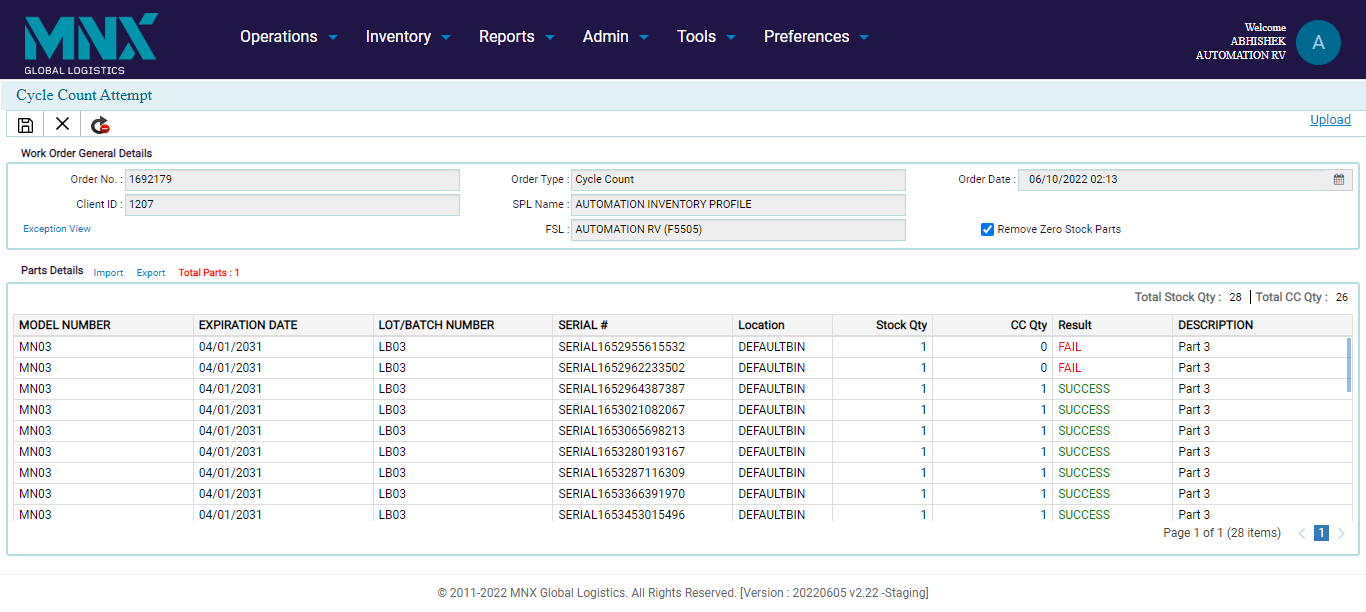 MNX
GLOBAL LOGISTICS
Operations Inventory Reports Admin Tools Preferences
Welcome
ABHISHEK
AUTOMATION RV
A
Cycle Count Attempt
Upload
Work Order General Details
Order No. : 1692179 Order Type : Cycle Count Order Date : 06/10/2022 02:13
Client ID : 1207 SPL Name : AUTOMATION INVENTORY PROFILE
Exception View FSL : AUTOMATION RV (F5505) Remove Zero Stock Parts
Parts Details Import Export Total Parts : 1
Total Stock Qty : 28 Total CC Qty : 26
MODEL NUMBER EXPIRATION DATE LOT/BATCH NUMBER SERIAL # Location Stock Qty CC Qty Result DESCRIPTION
MN03 04/01/2031 LB03 SERIAL1652955615532 DEFAULTBIN 1 0 FAIL Part 3
MN03 04/01/2031 LB03 SERIAL1652962233502 DEFAULTBIN 1 0 FAIL Part 3
MN03 04/01/2031 LB03 SERIAL1652964387387 DEFAULTBIN 1 1 SUCCESS Part 3
MN03 04/01/2031 LB03 SERIAL1653021082067 DEFAULTBIN 1 1 SUCCESS Part 3
MN03 04/01/2031 LB03 SERIAL1653065698213 DEFAULTBIN 1 1 SUCCESS Part 3
MN03 04/01/2031 LB03 SERIAL1653280193167 DEFAULTBIN 1 1 SUCCESS Part 3
MN03 04/01/2031 LB03 SERIAL1653287116309 DEFAULTBIN 1 1 SUCCESS Part 3
MN03 04/01/2031 LB03 SERIAL1653366391970 DEFAULTBIN 1 1 SUCCESS Part 3
MN03 04/01/2031 LB03 SERIAL1653453015496 DEFAULTBIN 1 1 SUCCESS Part 3
Page 1 of 1 (28 items) 1
© 2011-2022 MNX Global Logistics. All Rights Reserved. [Version : 20220605 v2.22 -Staging]